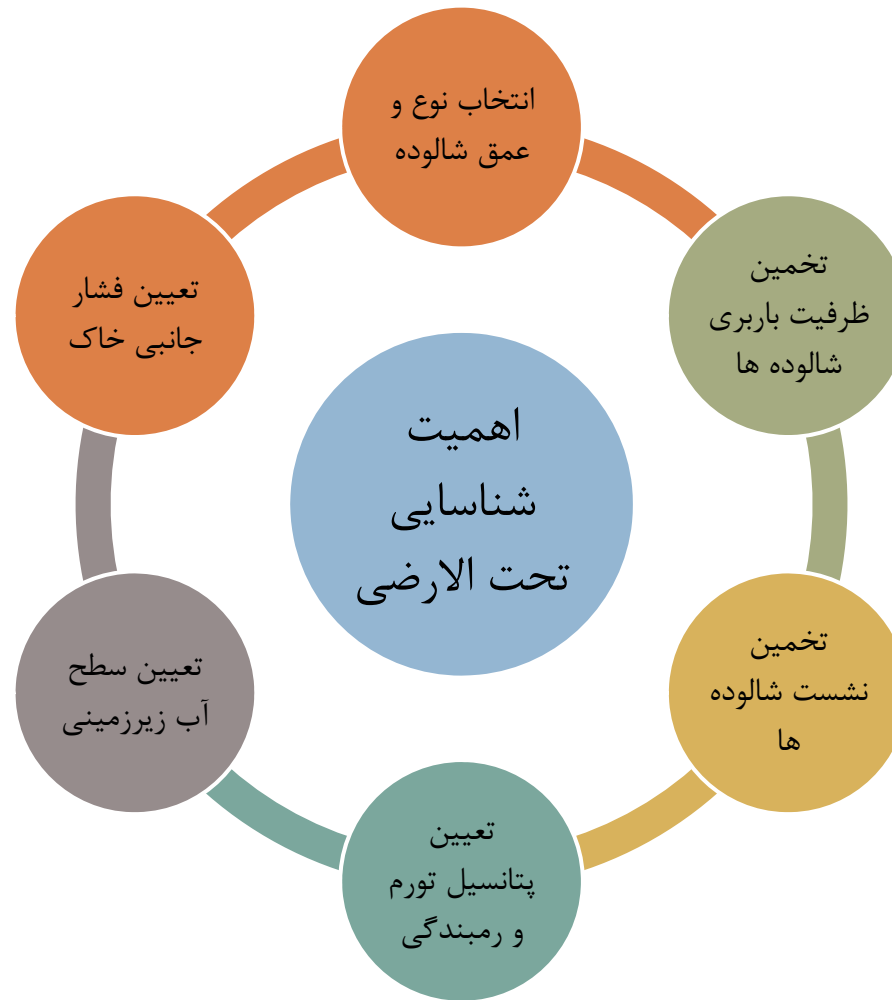 انتخاب نوع و
عمق شالوده
تخمین
ظرفیت باربری
شالوده ها
تخمین
نشست شالوده
ها
تعیین
پتانسیل تورم
و رمبندگی
تعیین سطح
آب زیرزمینی
تعیین فشار
جانبی خاک
اهمیت
شناسایی
تحت الارضی